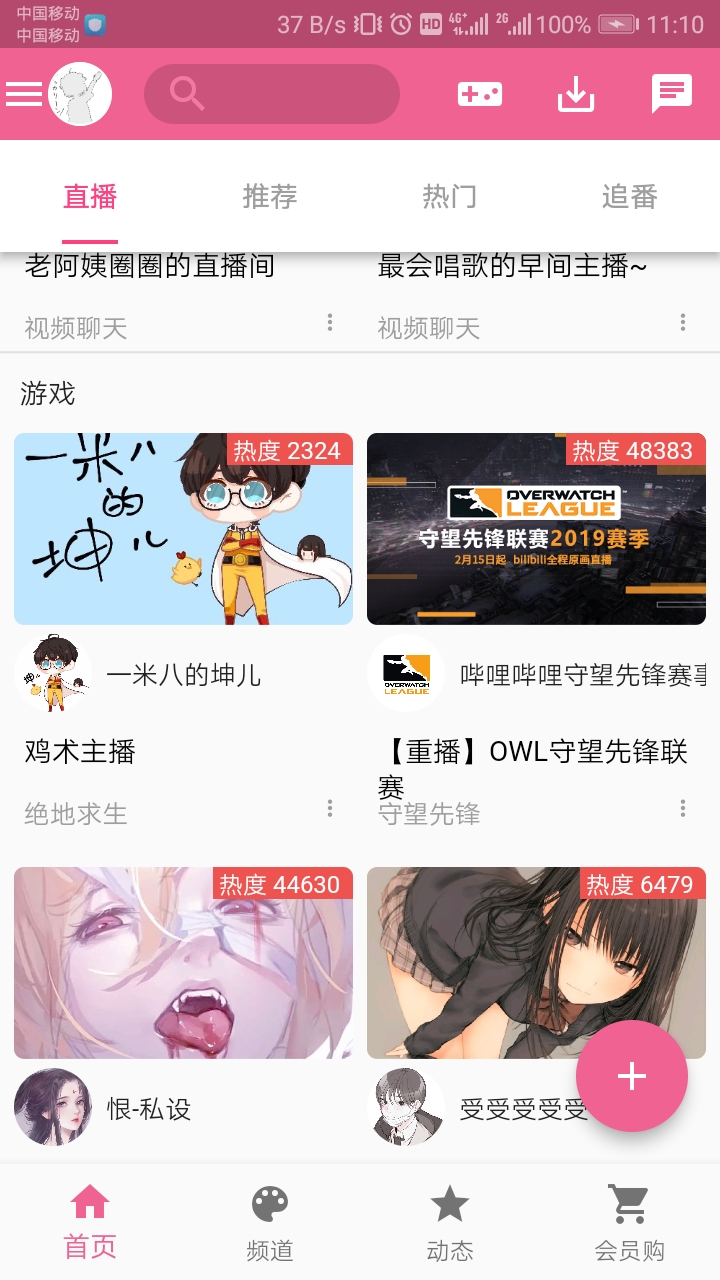 中国移动
中国移动
37 B/s
HD
4G+
2G
100%
11:10
直播
推荐
热门
追番
老阿姨圈圈的直播间
最会唱歌的早间主播~
视频聊天
视频聊天
游戏
热度 2324
一米八
的
坤儿
热度 48383
OVERWATCH
LEAGUE
守望先锋联赛2019赛季
2月15日起 bilibili全程原画直播
一米八的坤儿
OVERWATCH
LEAGUE
哔哩哔哩守望先锋赛事
鸡术主播
【重播】OWL守望先锋联
赛
绝地求生
守望先锋
热度 44630
热度 6479
恨-私设
受受受受受
首页
频道
动态
会员购